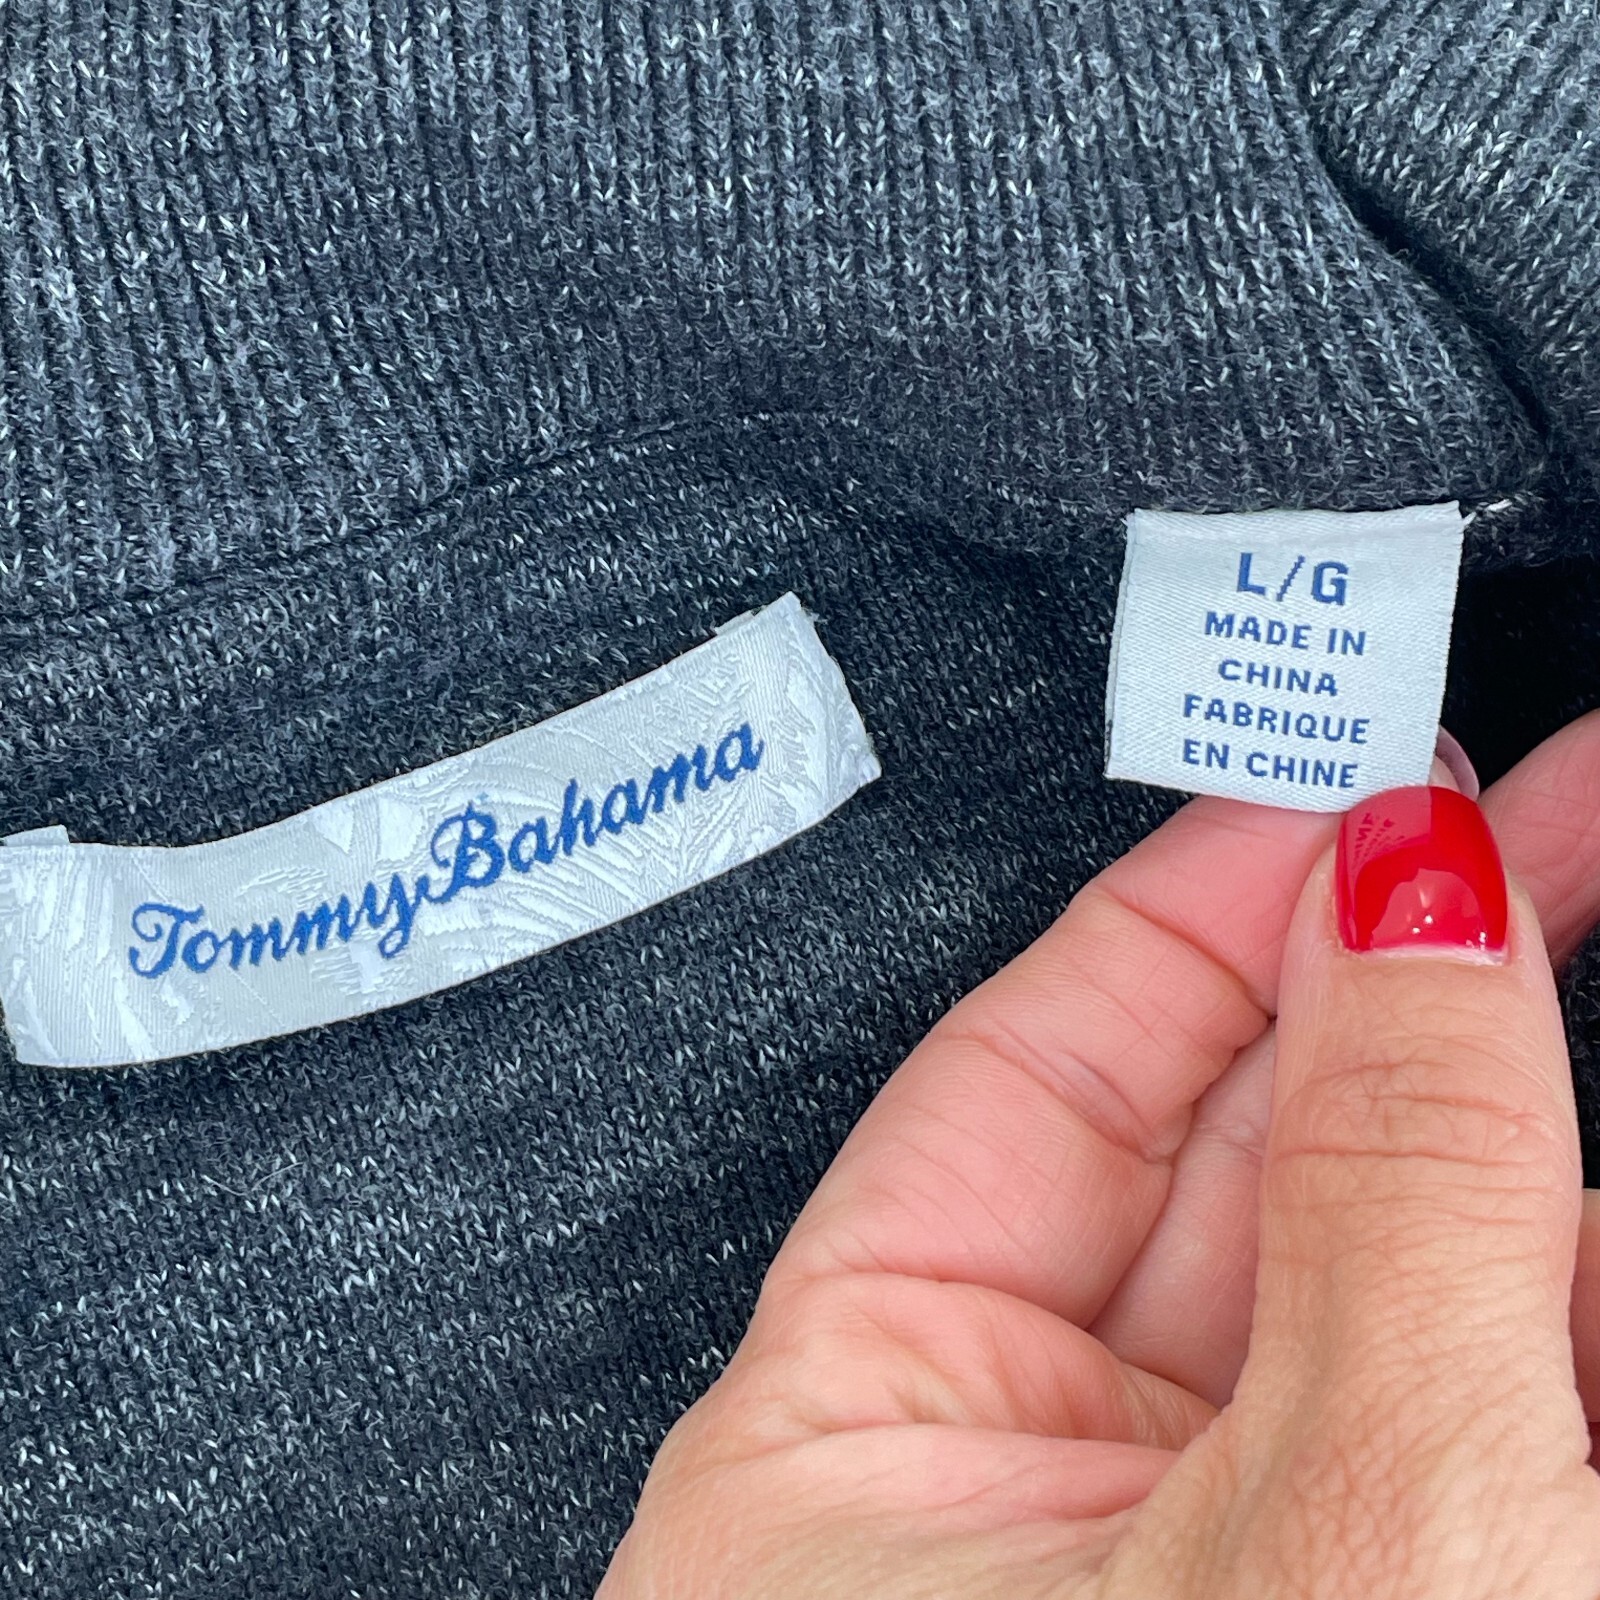 Tommy Bahama
L/G
MADE IN
CHINA
FABRIQUE
EN CHINE